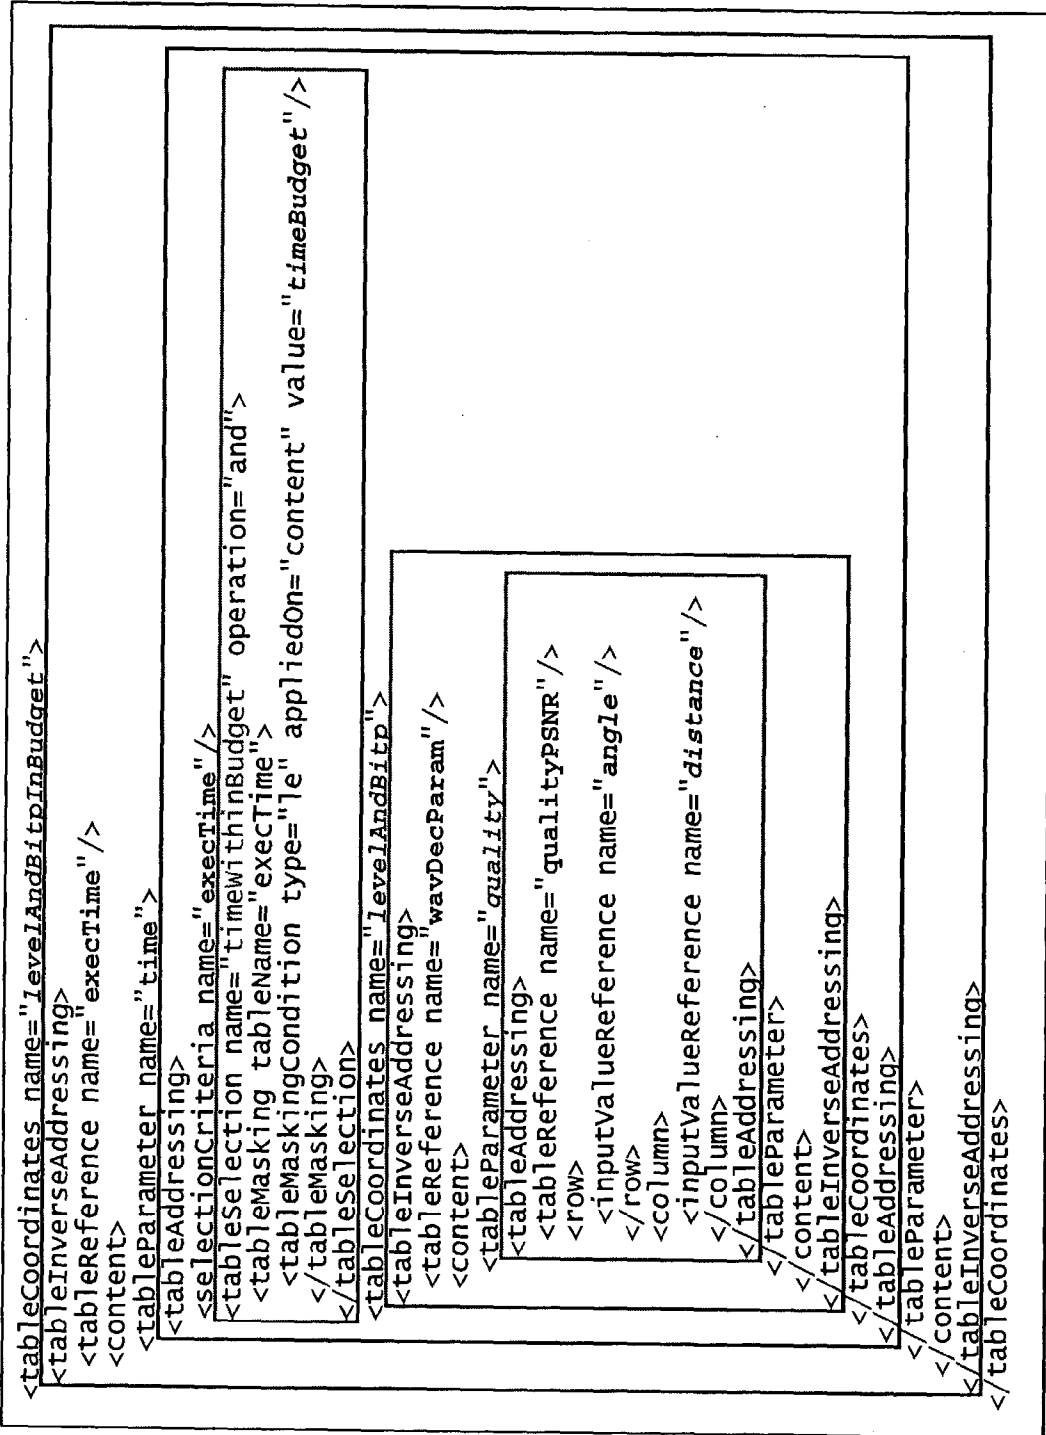 <tableCoordinates name="levelAndBitpInBudget">
<tableInverseAddressing>
<tableReference name="execTime"/>
<content>
<tableParameter name="time">
<tableAddressing>
<selectionCriteria name="execTime"/>
<tableSelection name="timeWithinBudget" operation="and">
<tableMasking tableName="execTime">
<tableMaskingCondition type="le" appliedOn="content" value="timeBudget"/>
</tableMasking>
</tableSelection>
<tableCoordinates name="levelAndBitp">
<tableInverseAddressing>
<tableReference name="wavDecParam"/>
<content>
<tableParameter name="quality">
<tableAddressing>
<tableReference name="qualityPSNR"/>
<row>
<inputValueReference name="angle"/>
</row>
<column>
<inputValueReference name="distance"/>
</column>
</tableAddressing>
</tableParameter>
</content>
</tableInverseAddressing>
</tableCoordinates>
</tableAddressing>
</tableParameter>
</content>
</tableInverseAddressing>
</tableCoordinates>